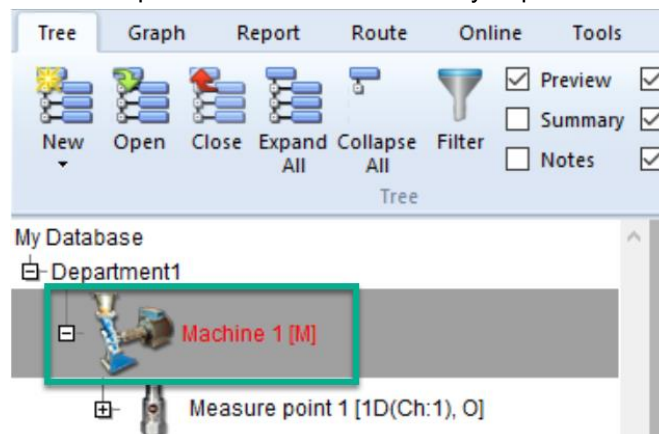 Tree Graph Report Route Online Tools
New Open Close Expand All Collapse All Filter
Preview
Summary
Notes
Tree
My Database
Department1
Machine 1 [M]
Measure point 1 [1D(Ch:1), O]